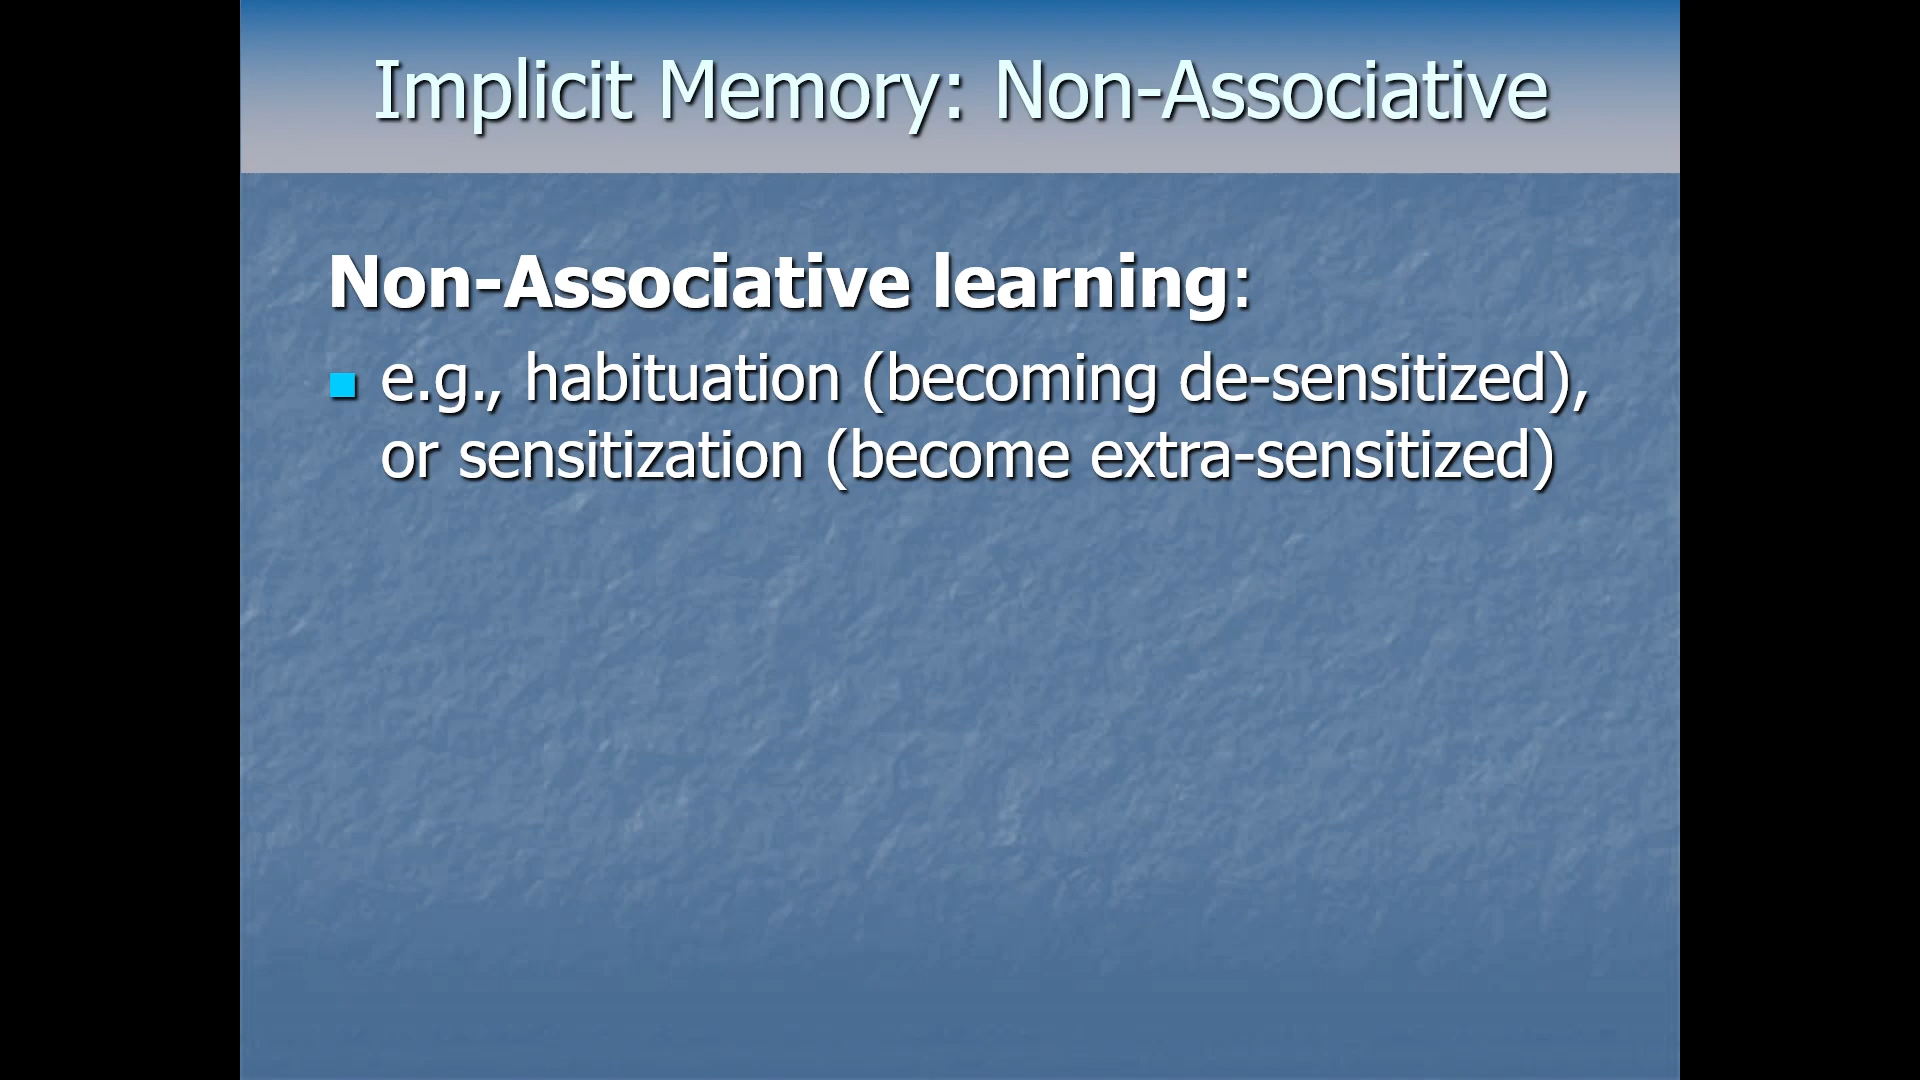 Implicit Memory: Non-Associative
Non-Associative learning:
e.g., habituation (becoming de-sensitized),
or sensitization (become extra-sensitized)